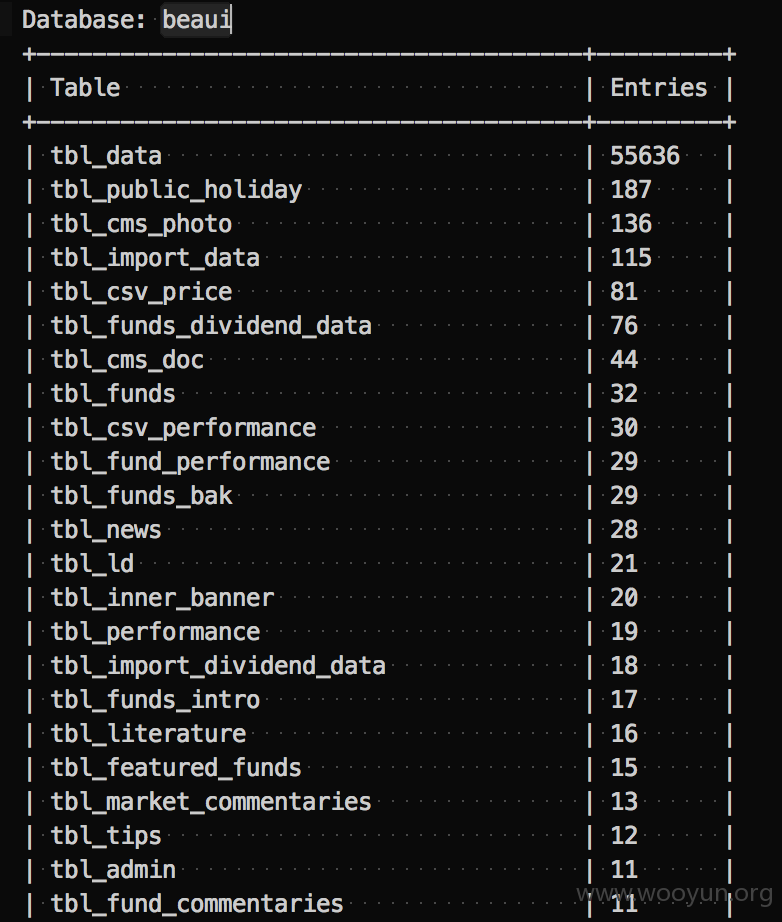 Database: beaui
+---------------------------------------+---------+
| Table | Entries |
+---------------------------------------+---------+
| tbl_data | 55636 |
| tbl_public_holiday | 187 |
| tbl_cms_photo | 136 |
| tbl_import_data | 115 |
| tbl_csv_price | 81 |
| tbl_funds_dividend_data | 76 |
| tbl_cms_doc | 44 |
| tbl_funds | 32 |
| tbl_csv_performance | 30 |
| tbl_fund_performance | 29 |
| tbl_funds_bak | 29 |
| tbl_news | 28 |
| tbl_ld | 21 |
| tbl_inner_banner | 20 |
| tbl_performance | 19 |
| tbl_import_dividend_data | 18 |
| tbl_funds_intro | 17 |
| tbl_literature | 16 |
| tbl_featured_funds | 15 |
| tbl_market_commentaries | 13 |
| tbl_tips | 12 |
| tbl_admin | 11 |
| tbl_fund_commentaries | 11 |
www.wooyun.org